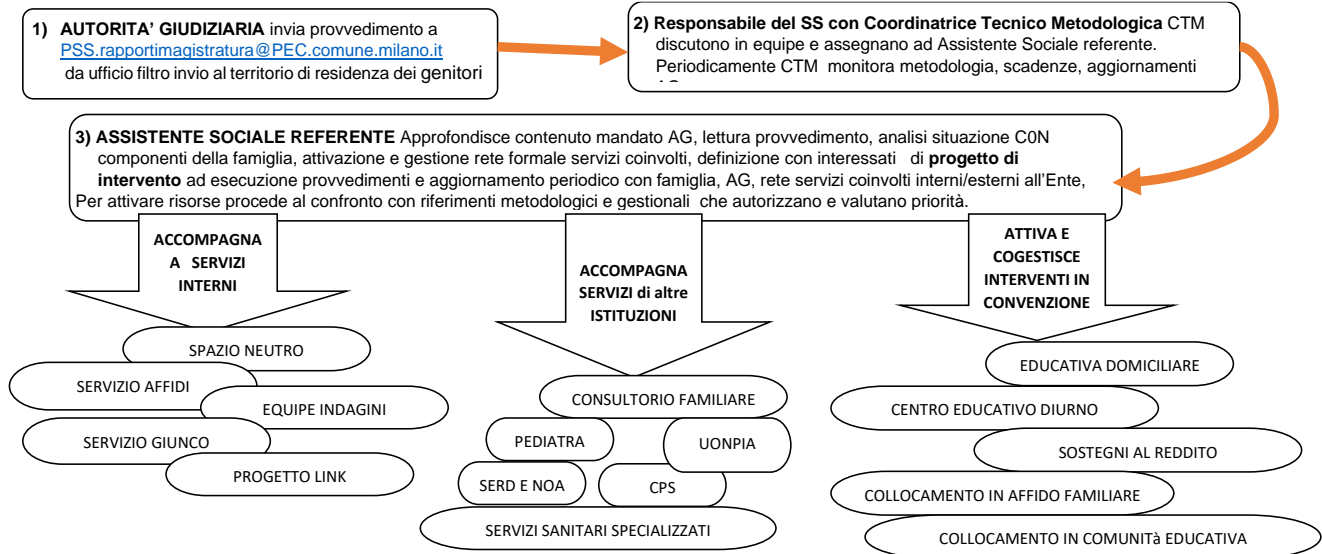 1) AUTORITA' GIUDIZIARIA invia provvedimento a
PSS.rapportimagistratura@PEC.comune.milano.it
da ufficio filtro invio al territorio di residenza dei genitori
2) Responsabile del SS con Coordinatrice Tecnico Metodologica CTM
discutono in equipe e assegnano ad Assistente Sociale referente.
Periodicamente CTM monitora metodologia, scadenze, aggiornamenti
3) ASSISTENTE SOCIALE REFERENTE Approfondisce contenuto mandato AG, lettura provvedimento, analisi situazione C0N
componenti della famiglia, attivazione e gestione rete formale servizi coinvolti, definizione con interessati di progetto di
intervento ad esecuzione provvedimenti e aggiornamento periodico con famiglia, AG, rete servizi coinvolti interni/esterni all'Ente,
Per attivare risorse procede al confronto con riferimenti metodologici e gestionali che autorizzano e valutano priorità.
ACCOMPAGNA
A SERVIZI
INTERNI
SPAZIO NEUTRO
SERVIZIO AFFIDI
EQUIPE INDAGINI
SERVIZIO GIUNCO
PROGETTO LINK
ACCOMPAGNA
SERVIZI di altre
ISTITUZIONI
CONSULTORIO FAMILIARE
PEDIATRA
UONPIA
SERD E NOA
CPS
SERVIZI SANITARI SPECIALIZZATI
ATTIVA E
COGESTISCE
INTERVENTI IN
CONVENZIONE
EDUCATIVA DOMICILIARE
CENTRO EDUCATIVO DIURNO
SOSTEGNI AL REDDITO
COLLOCAMENTO IN AFFIDO FAMILIARE
COLLOCAMENTO IN COMUNITà EDUCATIVA